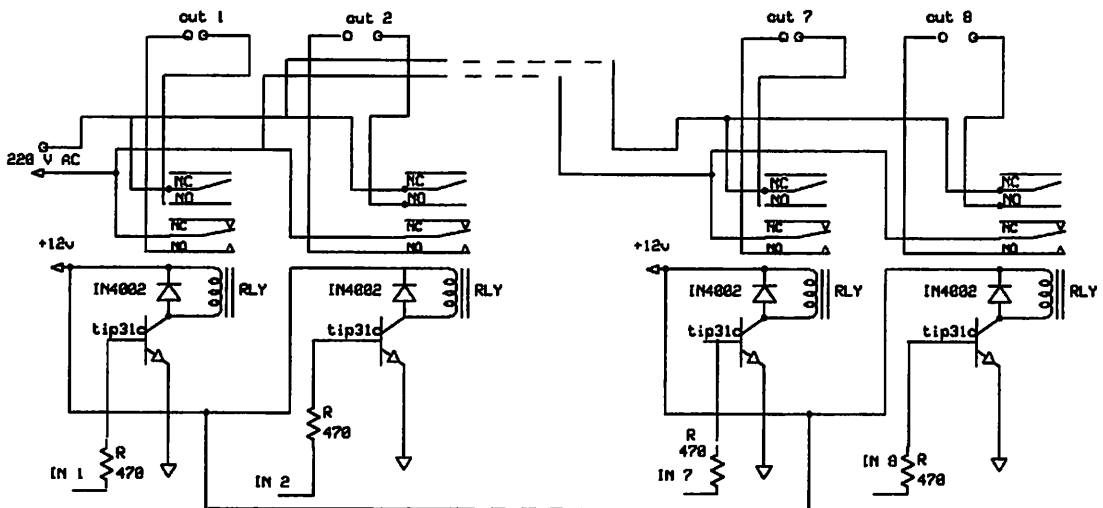 out 1
out 2
out 7
out 8
220 V AC
NC
NO
NC
NO
NC
NO
NC
NO
NC
NO
NC
NO
NC
NO
NC
NO
+12v
+12v
IN4002
RLY
IN4002
RLY
IN4002
RLY
IN4002
RLY
tip31c
tip31c
tip31c
tip31c
R
470
R
470
R
470
R
470
IN 1
IN 2
IN 7
IN 8